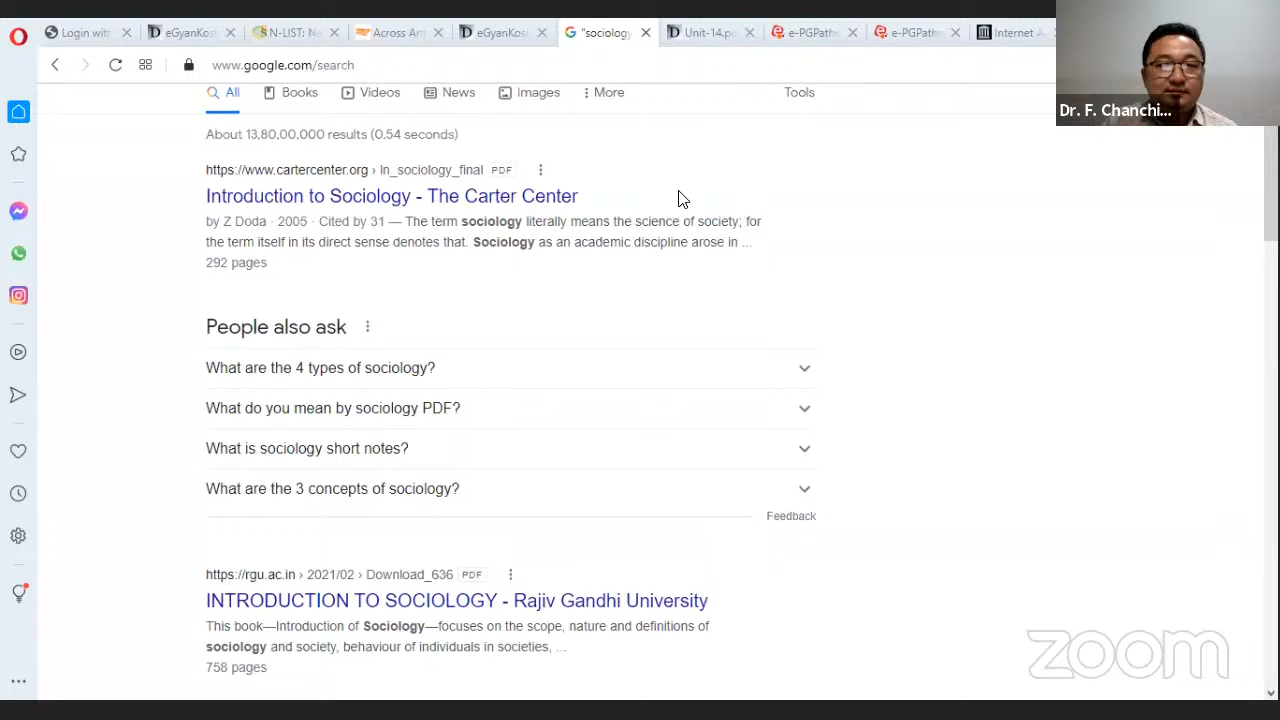 Login with
eGyanKos
N-LIST: N
Across Am
eGyanKos
"sociology
Unit-14.p
e-PGPath
e-PGPath
Internet A
www.google.com/search
All
Books
Videos
News
Images
More
Tools
About 13,80,00,000 results (0.54 seconds)
https://www.cartercenter.org › ln_sociology_final PDF
Introduction to Sociology - The Carter Center
by Z Doda · 2005 · Cited by 31 — The term sociology literally means the science of society; for
the term itself in its direct sense denotes that. Sociology as an academic discipline arose in ...
292 pages
People also ask
What are the 4 types of sociology?
What do you mean by sociology PDF?
What is sociology short notes?
What are the 3 concepts of sociology?
Feedback
https://rgu.ac.in › 2021/02 › Download_636 PDF
INTRODUCTION TO SOCIOLOGY - Rajiv Gandhi University
This book—Introduction of Sociology—focuses on the scope, nature and definitions of
sociology and society, behaviour of individuals in societies, ...
758 pages
Dr. F. Chanchi...
zoom